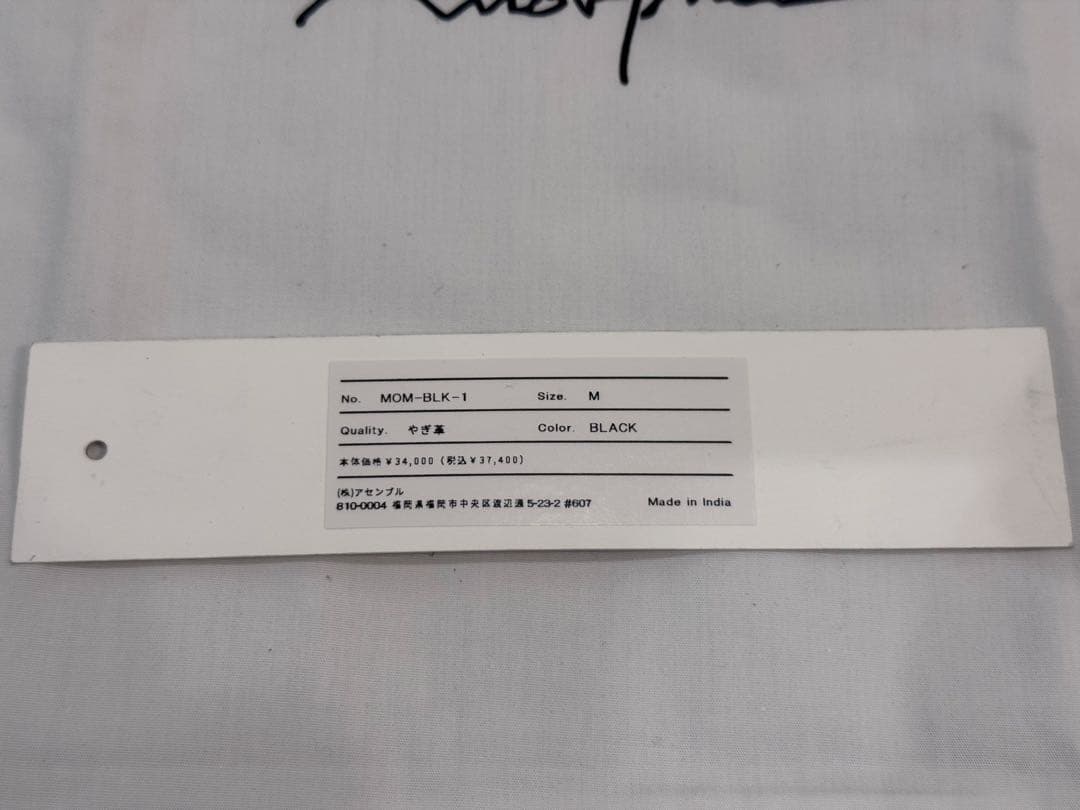 No. MOM-BLK-1 Size. M
Quality. やぎ革 Color. BLACK
本体価格¥34,000 (税込¥37,400)
(株)アセンブル
810-0004 福岡県福岡市中央区渡辺通5-23-2 #607 Made in India